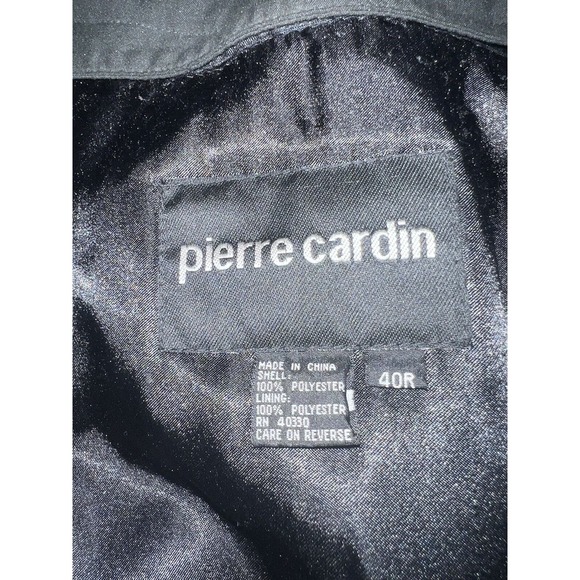 pierre cardin
MADE IN CHINA
SHELL:
100% POLYESTER
LINING:
100% POLYESTER
RN 40330
CARE ON REVERSE
40R